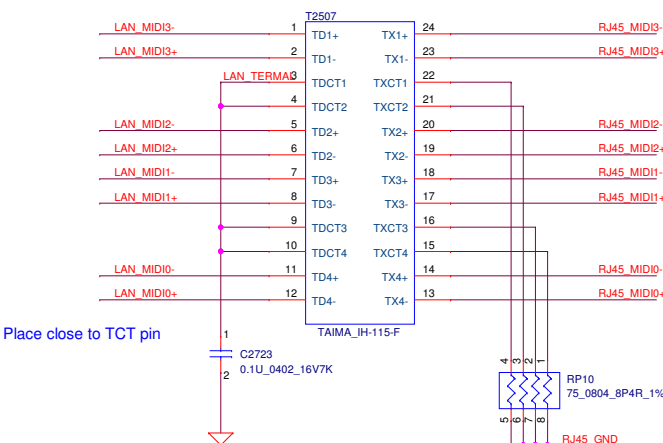 T2507
LAN_MIDI3- 1 TD1+ TX1+ 24 RJ45_MIDI3-
LAN_MIDI3+ 2 TD1- TX1- 23 RJ45_MIDI3+
LAN_TERMAL 3 TDCT1 TXCT1 22
4 TDCT2 TXCT2 21
LAN_MIDI2- 5 TD2+ TX2+ 20 RJ45_MIDI2-
LAN_MIDI2+ 6 TD2- TX2- 19 RJ45_MIDI2+
LAN_MIDI1- 7 TD3+ TX3+ 18 RJ45_MIDI1-
LAN_MIDI1+ 8 TD3- TX3- 17 RJ45_MIDI1+
9 TDCT3 TXCT3 16
10 TDCT4 TXCT4 15
LAN_MIDI0- 11 TD4+ TX4+ 14 RJ45_MIDI0-
LAN_MIDI0+ 12 TD4- TX4- 13 RJ45_MIDI0+
TAIMA_IH-115-F
Place close to TCT pin
1
C2723
0.1U_0402_16V7K
2
4 3 2 1
RP10
75_0804_8P4R_1%
5 6 7 8
RJ45_GND